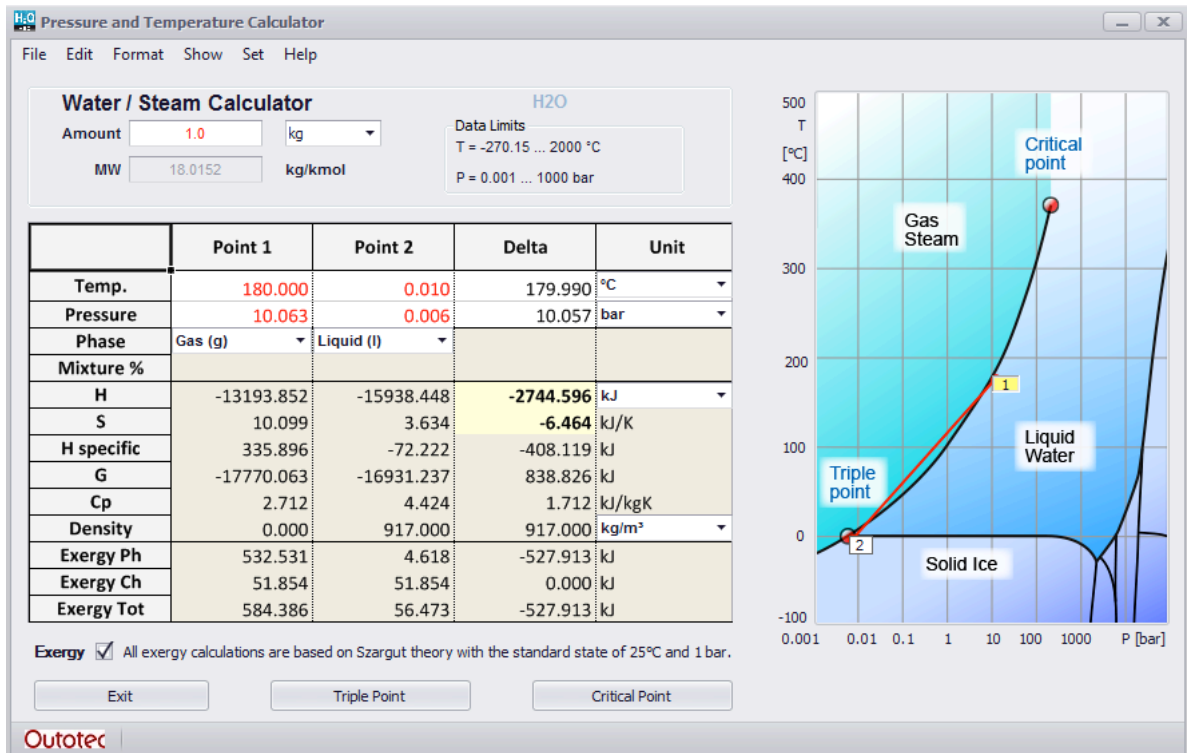 H2O Pressure and Temperature Calculator
File Edit Format Show Set Help
Water / Steam Calculator H2O
Amount 1.0 kg
MW 18.0152 kg/kmol
Data Limits
T = -270.15 ... 2000 °C
P = 0.001 ... 1000 bar
Point 1 Point 2 Delta Unit
Temp. 180.000 0.010 179.990 °C
Pressure 10.063 0.006 10.057 bar
Phase Gas (g) Liquid (l)
Mixture %
H -13193.852 -15938.448 -2744.596 kJ
S 10.099 3.634 -6.464 kJ/K
H specific 335.896 -72.222 -408.119 kJ
G -17770.063 -16931.237 838.826 kJ
Cp 2.712 4.424 1.712 kJ/kgK
Density 0.000 917.000 917.000 kg/m³
Exergy Ph 532.531 4.618 -527.913 kJ
Exergy Ch 51.854 51.854 0.000 kJ
Exergy Tot 584.386 56.473 -527.913 kJ
Exergy All exergy calculations are based on Szargut theory with the standard state of 25°C and 1 bar.
Exit Triple Point Critical Point
Outotec
500
T
[°C]
400
300
200
100
0
-100
0.001 0.01 0.1 1 10 100 1000 P [bar]
Critical
point
Gas
Steam
1
Liquid
Water
Triple
point
2
Solid Ice